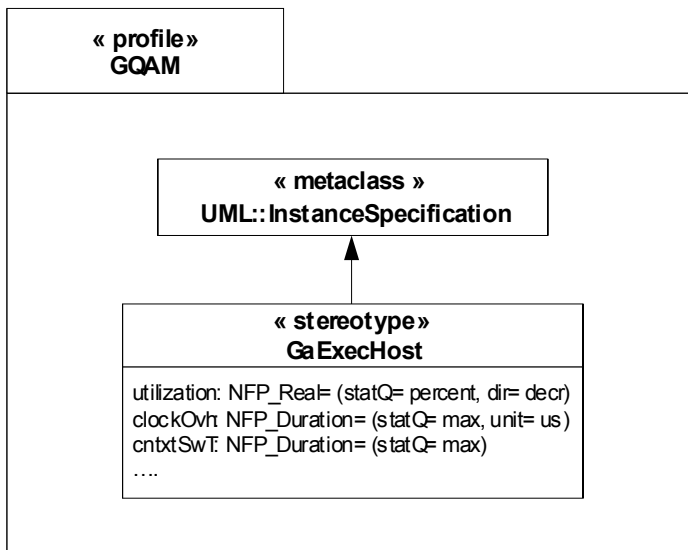 « profile»
GQAM
« metaclass »
UML::InstanceSpecification
« stereotype»
GaExecHost
utilization: NFP_Real= (statQ= percent, dir= decr)
clockOvh: NFP_Duration= (statQ= max, unit= us)
cntxtSwT: NFP_Duration= (statQ= max)
….